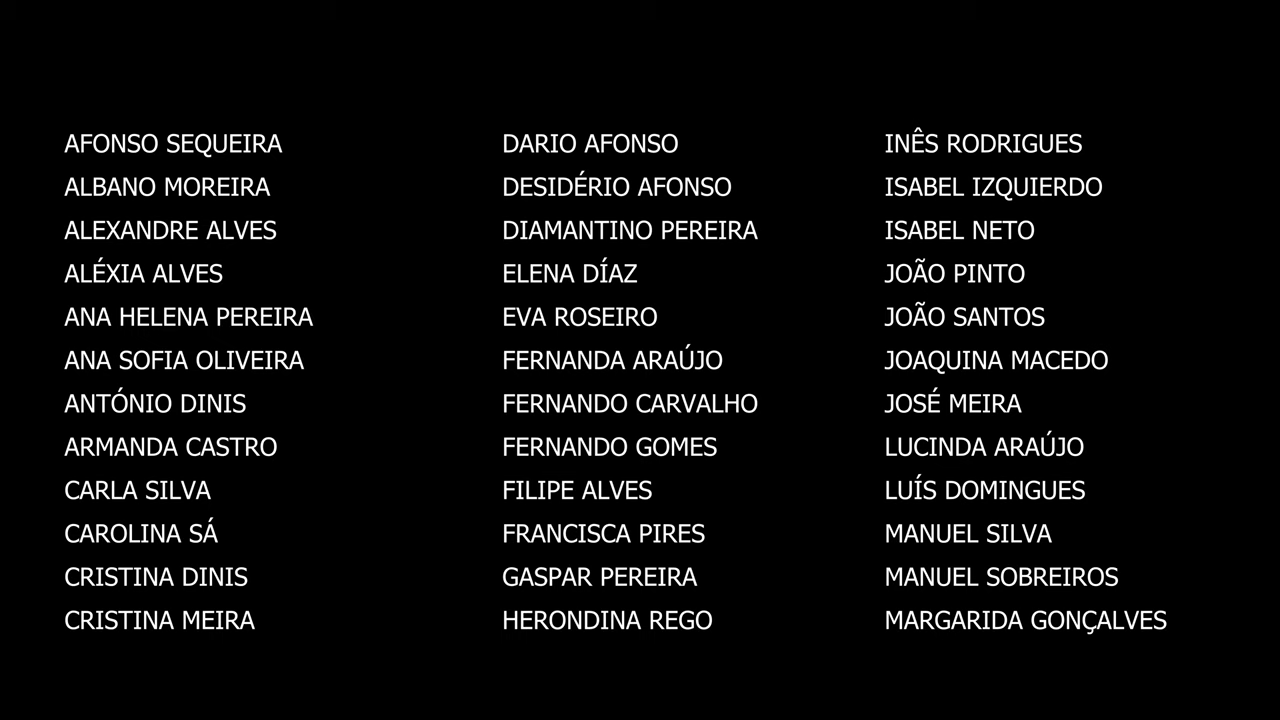 AFONSO SEQUEIRA
ALBANO MOREIRA
ALEXANDRE ALVES
ALÉXIA ALVES
ANA HELENA PEREIRA
ANA SOFIA OLIVEIRA
ANTÓNIO DINIS
ARMANDA CASTRO
CARLA SILVA
CAROLINA SÁ
CRISTINA DINIS
CRISTINA MEIRA
DARIO AFONSO
DESIDÉRIO AFONSO
DIAMANTINO PEREIRA
ELENA DÍAZ
EVA ROSEIRO
FERNANDA ARAÚJO
FERNANDO CARVALHO
FERNANDO GOMES
FILIPE ALVES
FRANCISCA PIRES
GASPAR PEREIRA
HERONDINA REGO
INÊS RODRIGUES
ISABEL IZQUIERDO
ISABEL NETO
JOÃO PINTO
JOÃO SANTOS
JOAQUINA MACEDO
JOSÉ MEIRA
LUCINDA ARAÚJO
LUÍS DOMINGUES
MANUEL SILVA
MANUEL SOBREIROS
MARGARIDA GONÇALVES